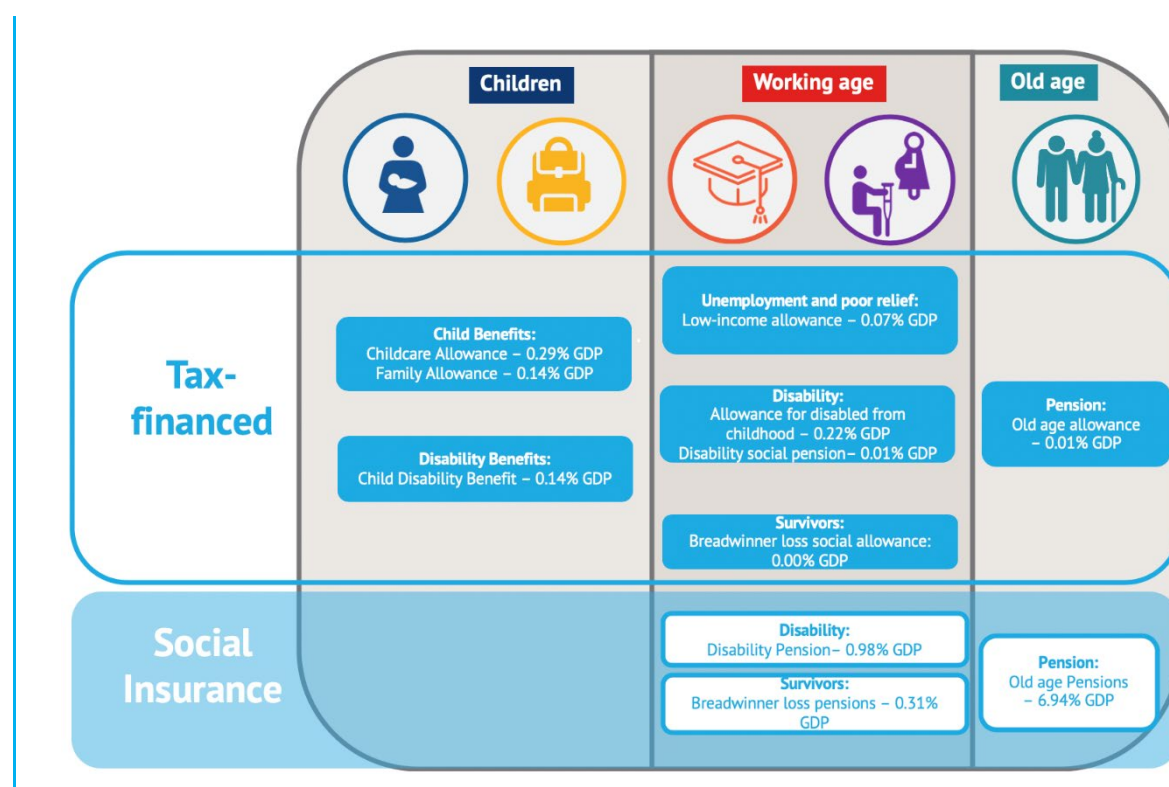 Children
Working age
Old age
Tax-
financed
Child Benefits:
Childcare Allowance – 0.29% GDP
Family Allowance – 0.14% GDP
Disability Benefits:
Child Disability Benefit – 0.14% GDP
Unemployment and poor relief:
Low-income allowance – 0.07% GDP
Disability:
Allowance for disabled from
childhood – 0.22% GDP
Disability social pension– 0.01% GDP
Survivors:
Breadwinner loss social allowance:
0.00% GDP
Pension:
Old age allowance
– 0.01% GDP
Social
Insurance
Disability:
Disability Pension– 0.98% GDP
Survivors:
Breadwinner loss pensions – 0.31%
GDP
Pension:
Old age Pensions
– 6.94% GDP